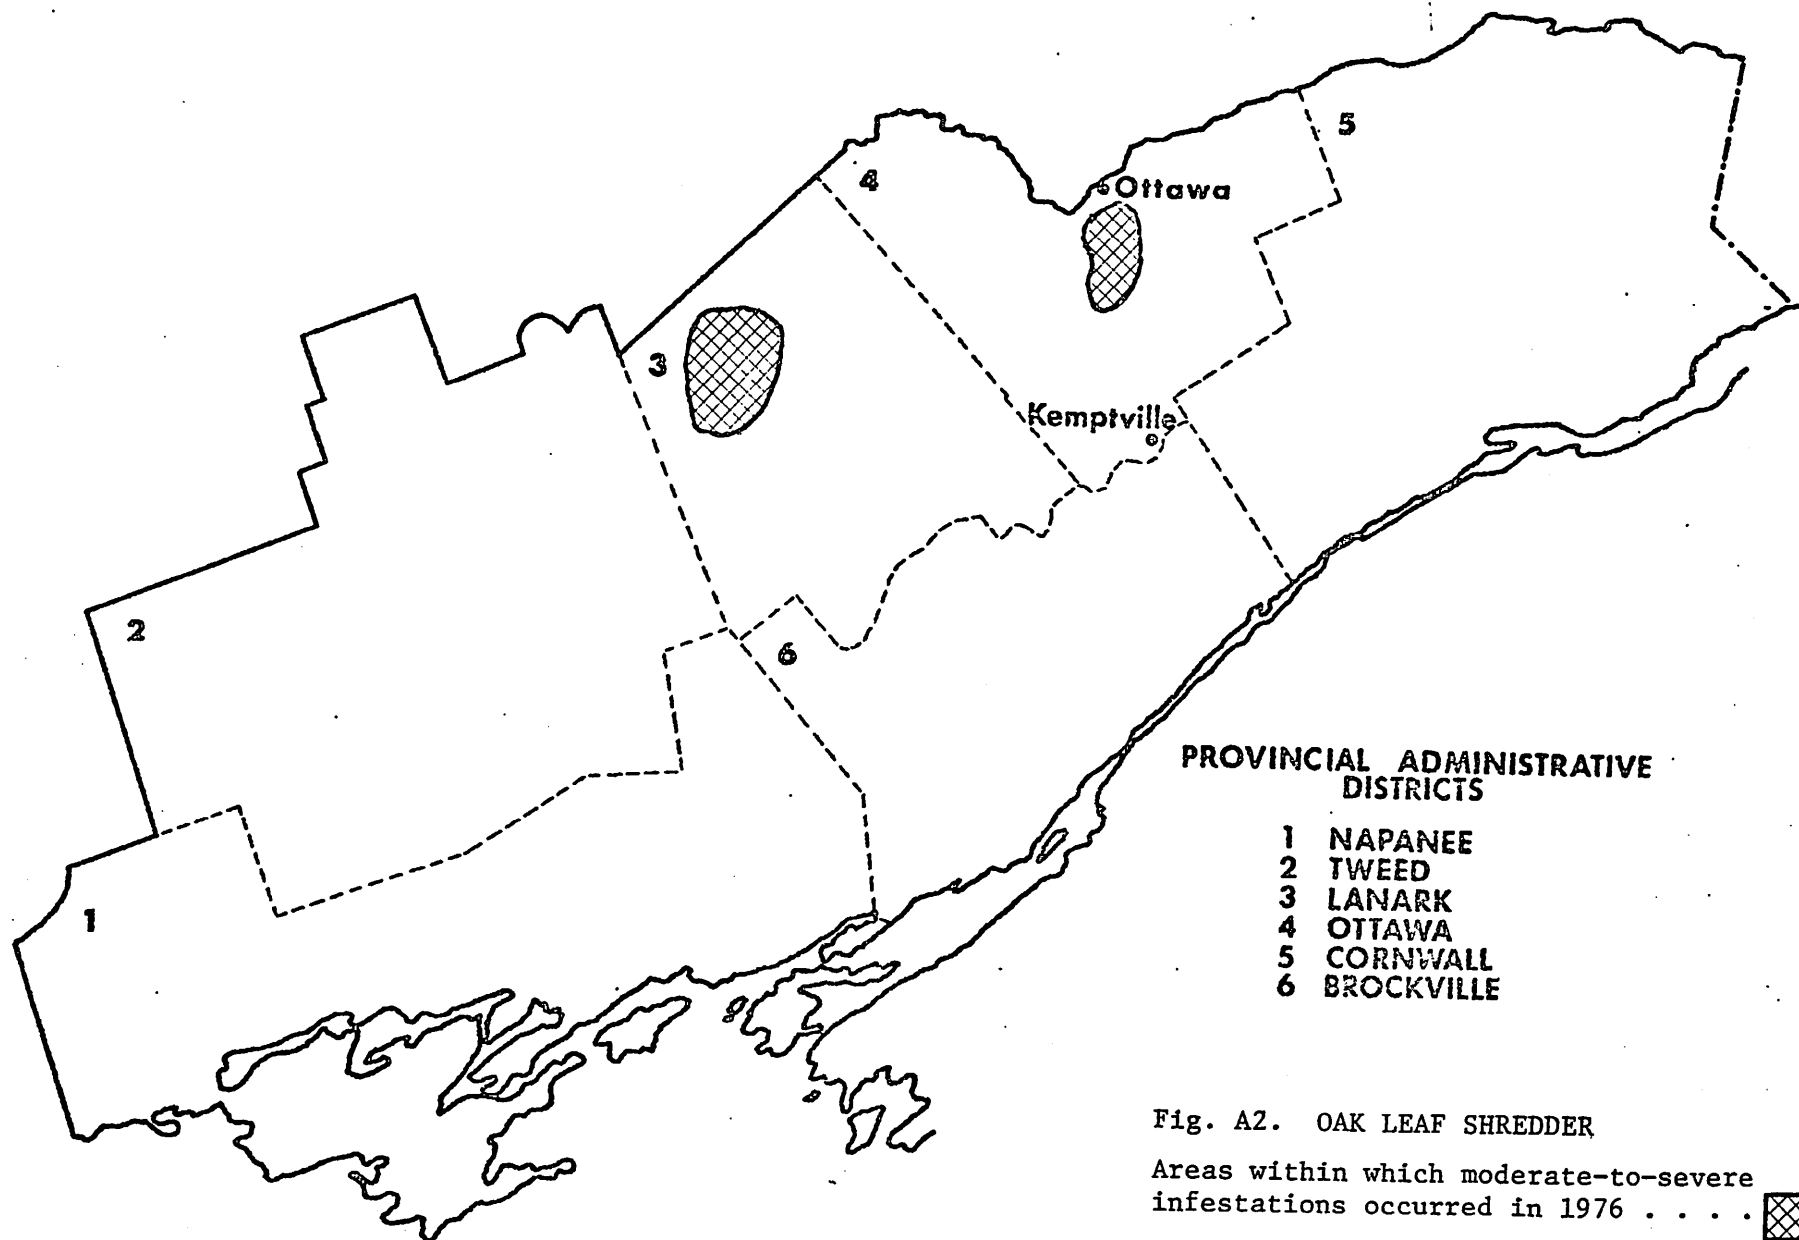 5
4
Ottawa
3
Kemptville
2
6
1
PROVINCIAL ADMINISTRATIVE
DISTRICTS
1 NAPANEE
2 TWEED
3 LANARK
4 OTTAWA
5 CORNWALL
6 BROCKVILLE
Fig. A2. OAK LEAF SHREDDER
Areas within which moderate-to-severe
infestations occurred in 1976 . . . .